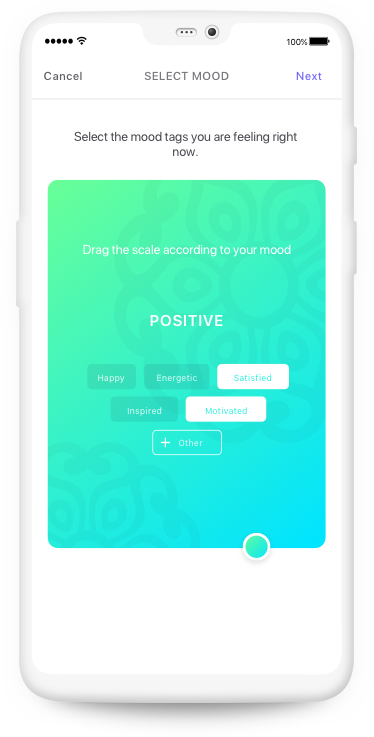 100%
Cancel SELECT MOOD Next
Select the mood tags you are feeling right
now.
Drag the scale according to your mood
POSITIVE
Happy Energetic Satisfied
Inspired Motivated
+ Other